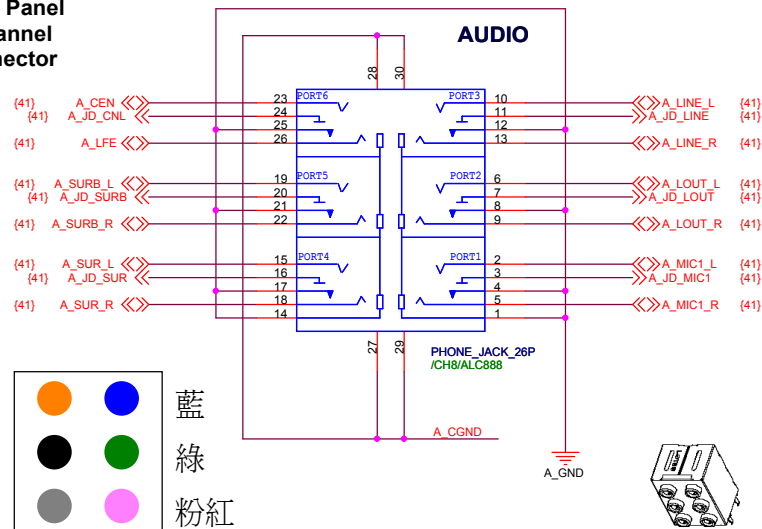 Panel
AUDIO
28 30
{41} A_CEN 23 PORT6 PORT3 10 A_LINE_L {41}
{41} A_JD_CNL 24 11 A_JD_LINE {41}
25 12
{41} A_LFE 26 13 A_LINE_R {41}
{41} A_SURB_L 19 PORT5 PORT2 6 A_LOUT_L {41}
{41} A_JD_SURB 20 7 A_JD_LOUT {41}
21 8
{41} A_SURB_R 22 9 A_LOUT_R {41}
{41} A_SUR_L 15 PORT4 PORT1 2 A_MIC1_L {41}
{41} A_JD_SUR 16 3 A_JD_MIC1 {41}
17 4
{41} A_SUR_R 18 5 A_MIC1_R {41}
14 1
27 29
PHONE_JACK_26P
/CH8/ALC888
A_CGND
A_GND
藍
綠
粉紅